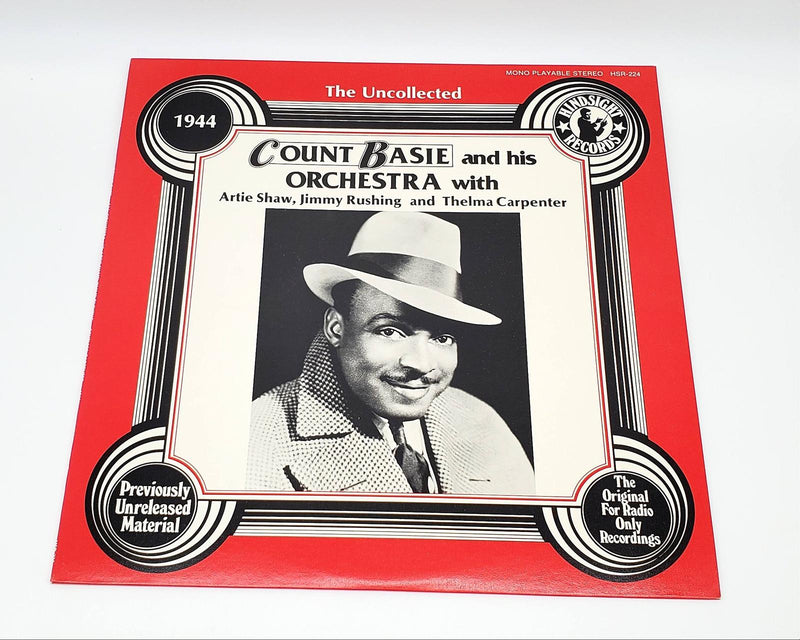 MONO PLAYABLE STEREO HSR-224
The Uncollected
1944
HINDSIGHT
RECORDS
COUNT BASIE and his
ORCHESTRA with
Artie Shaw, Jimmy Rushing and Thelma Carpenter
Previously
Unreleased
Material
The
Original
For Radio
Only
Recordings